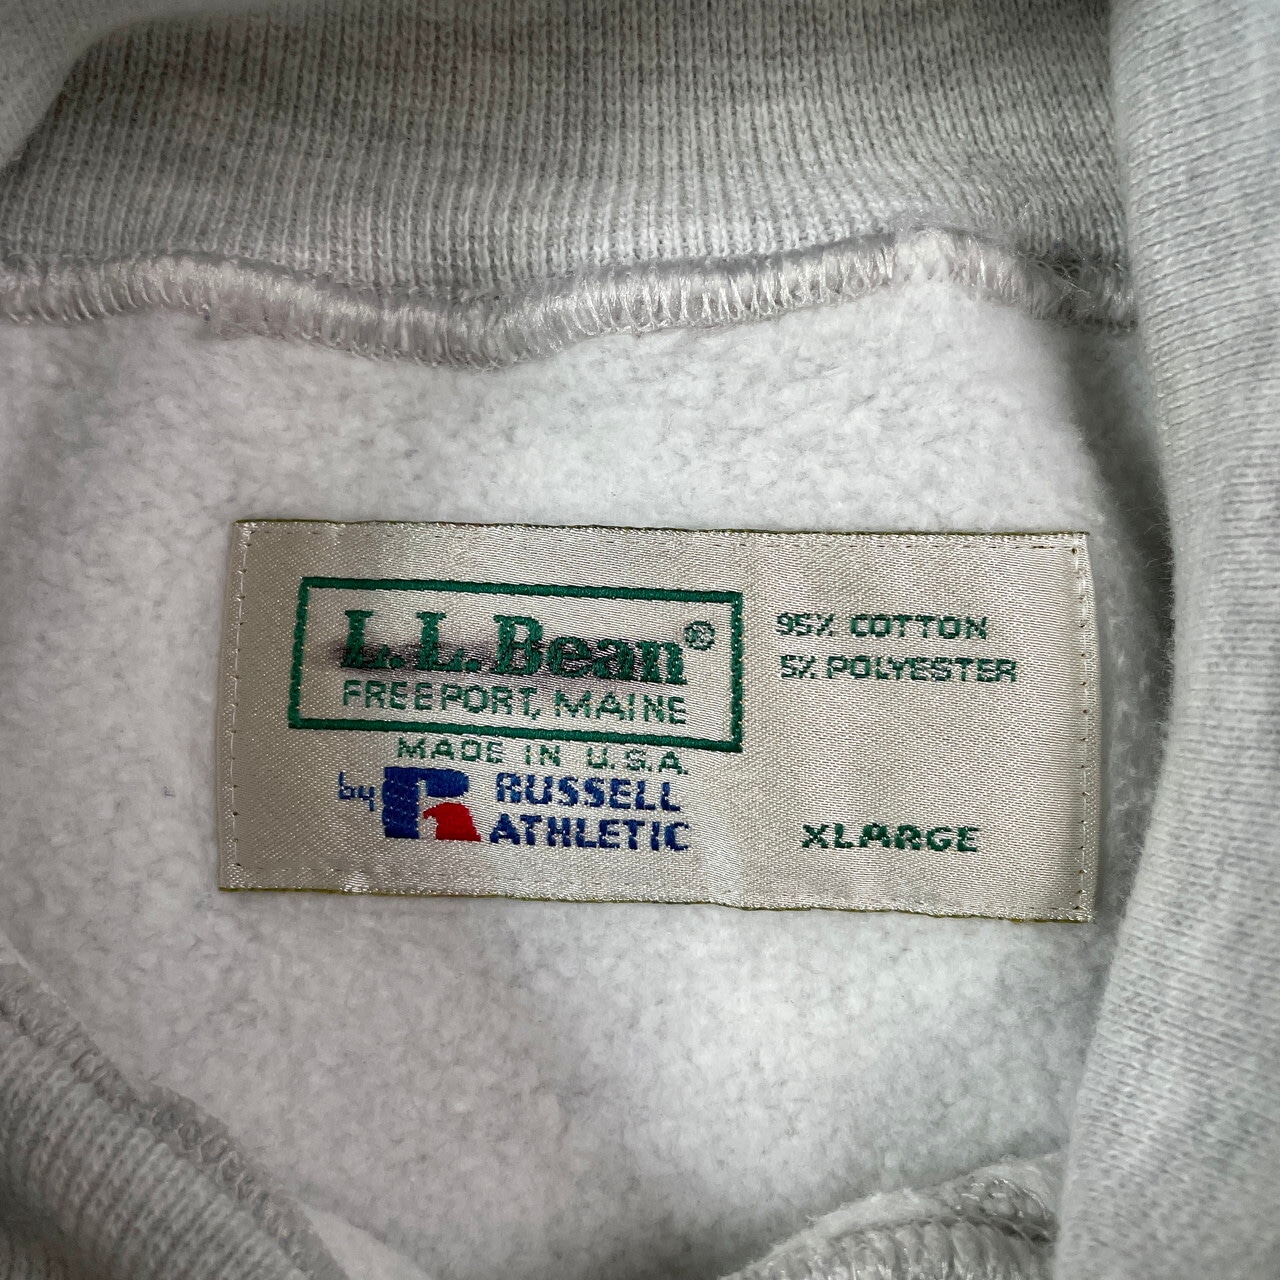 L.L.Bean®
FREEPORT, MAINE
MADE IN U.S.A.
by R RUSSELL
ATHLETIC
95% COTTON
5% POLYESTER
XLARGE